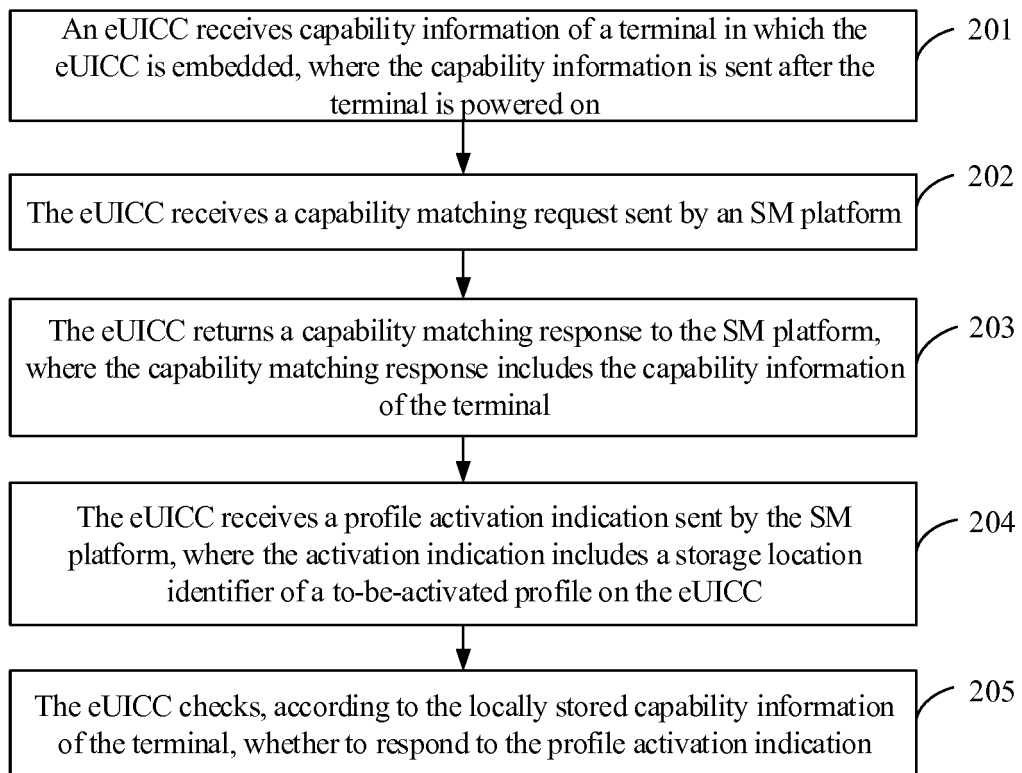 An eUICC receives capability information of a terminal in which the
eUICC is embedded, where the capability information is sent after the
terminal is powered on
201
The eUICC receives a capability matching request sent by an SM platform
202
The eUICC returns a capability matching response to the SM platform,
where the capability matching response includes the capability information
of the terminal
203
The eUICC receives a profile activation indication sent by the SM
platform, where the activation indication includes a storage location
identifier of a to-be-activated profile on the eUICC
204
The eUICC checks, according to the locally stored capability information
of the terminal, whether to respond to the profile activation indication
205